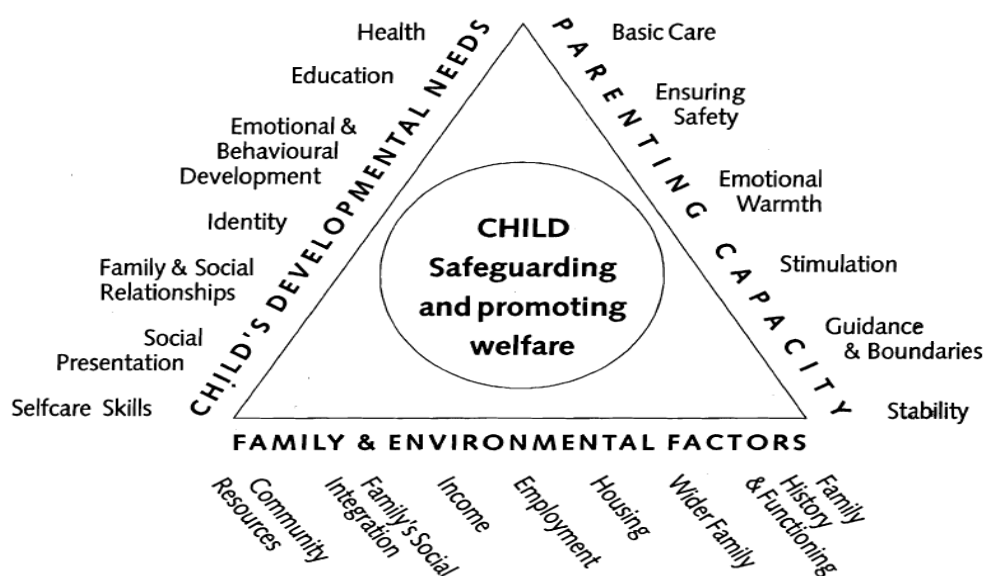 Health
Education
Emotional &
Behavioural
Development
Identity
Family & Social
Relationships
Social
Presentation
Selfcare Skills
CHILD'S DEVELOPMENTAL NEEDS
PARENTING CAPACITY
Basic Care
Ensuring
Safety
Emotional
Warmth
Stimulation
Guidance
& Boundaries
Stability
CHILD
Safeguarding
and promoting
welfare
FAMILY & ENVIRONMENTAL FACTORS
Community
Resources
Family's Social
Integration
Income
Employment
Housing
Wider Family
Family
History
& Functioning